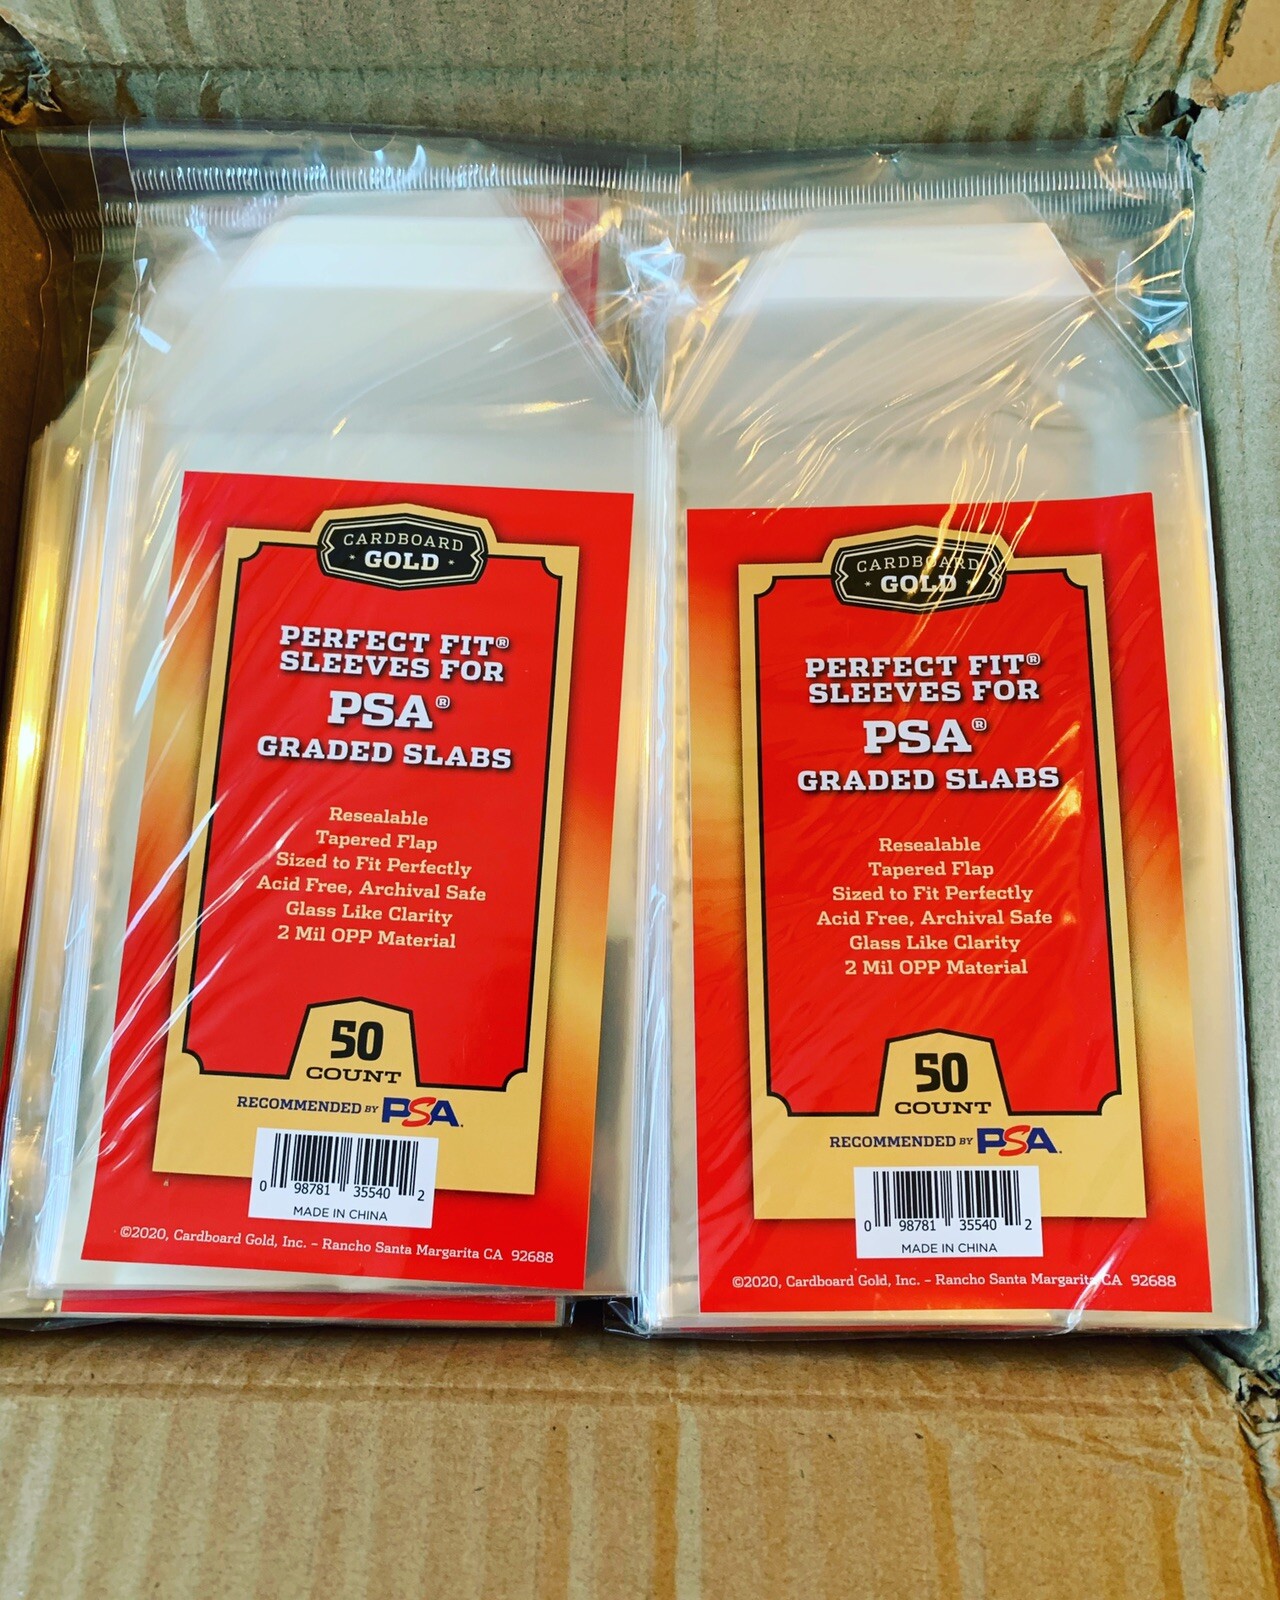 CARDBOARD
GOLD
PERFECT FIT®
SLEEVES FOR
PSA®
GRADED SLABS
Resealable
Tapered Flap
Sized to Fit Perfectly
Acid Free, Archival Safe
Glass Like Clarity
2 Mil OPP Material
50
COUNT
RECOMMENDED BY PSA.
0 98781 35540 2
MADE IN CHINA
©2020, Cardboard Gold, Inc. – Rancho Santa Margarita CA 92688
CARDBOARD
GOLD
PERFECT FIT®
SLEEVES FOR
PSA®
GRADED SLABS
Resealable
Tapered Flap
Sized to Fit Perfectly
Acid Free, Archival Safe
Glass Like Clarity
2 Mil OPP Material
50
COUNT
RECOMMENDED BY PSA.
0 98781 35540 2
MADE IN CHINA
©2020, Cardboard Gold, Inc. – Rancho Santa Margarita CA 92688